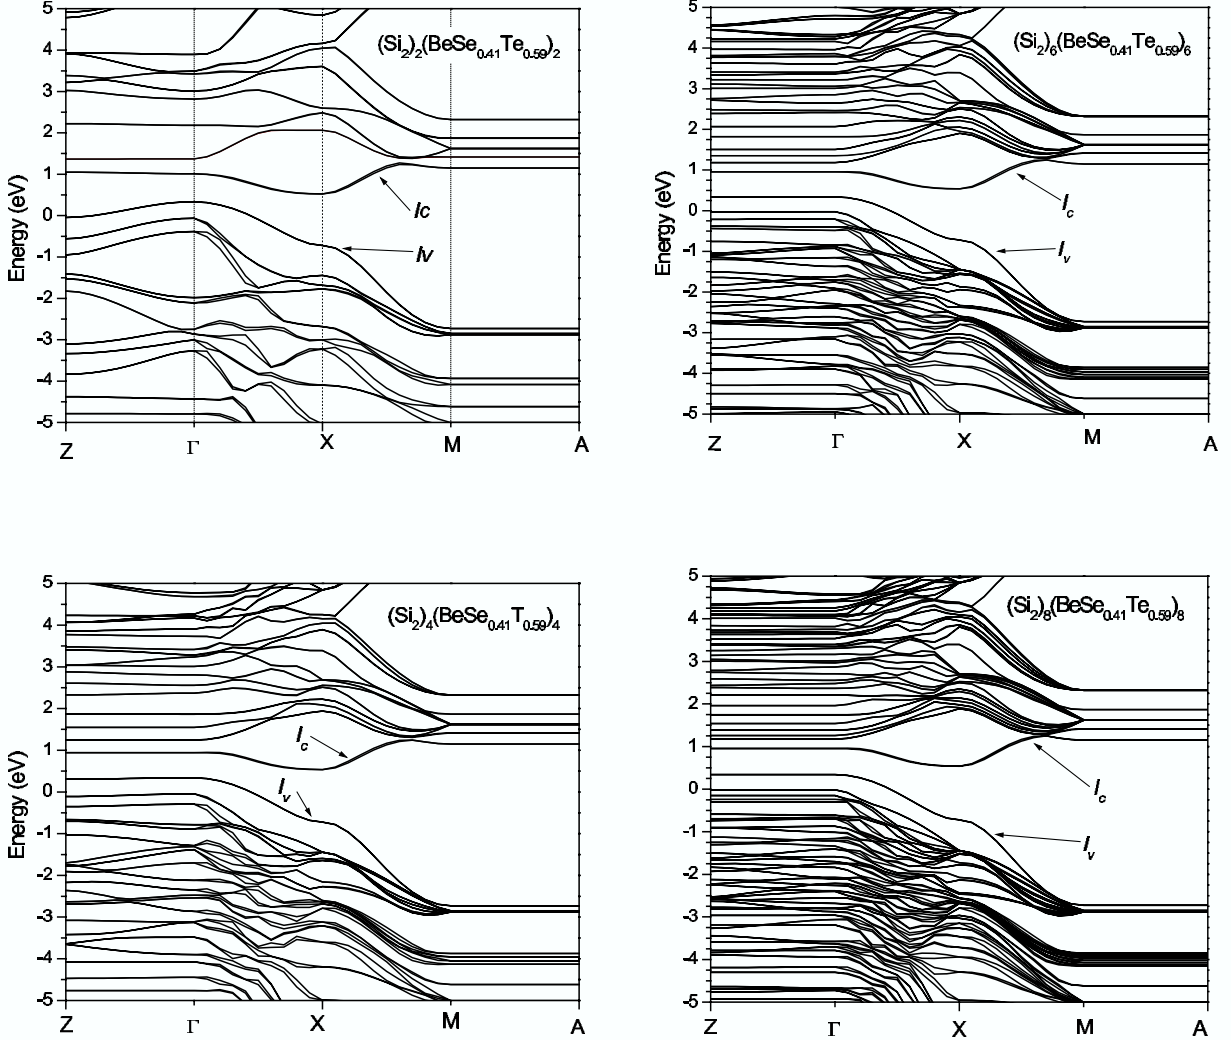 (Si2)2(BeSe0.41Te0.59)2
Energy (eV)
5
4
3
2
1
0
-1
-2
-3
-4
-5
Ic
Iv
Z Γ X M A
(Si2)6(BeSe0.41Te0.59)6
Energy (eV)
5
4
3
2
1
0
-1
-2
-3
-4
-5
Ic
Iv
Z Γ X M A
(Si2)4(BeSe0.41T0.59)4
Energy (eV)
5
4
3
2
1
0
-1
-2
-3
-4
-5
Ic
Iv
Z Γ X M A
(Si2)8(BeSe0.41Te0.59)8
5
4
3
2
1
0
-1
-2
-3
-4
-5
Ic
Iv
Z Γ X M A